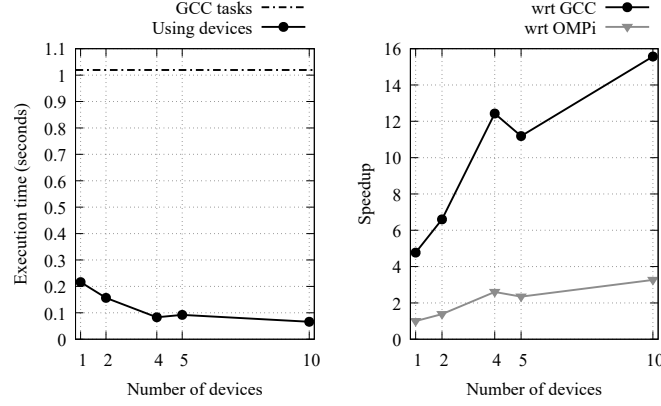 GCC tasks
Using devices
1.1
1
0.9
0.8
0.7
0.6
0.5
0.4
0.3
0.2
0.1
0
Execution time (seconds)
1 2 4 5 10
Number of devices
wrt GCC
wrt OMPi
16
14
12
10
8
6
4
2
0
Speedup
1 2 4 5 10
Number of devices